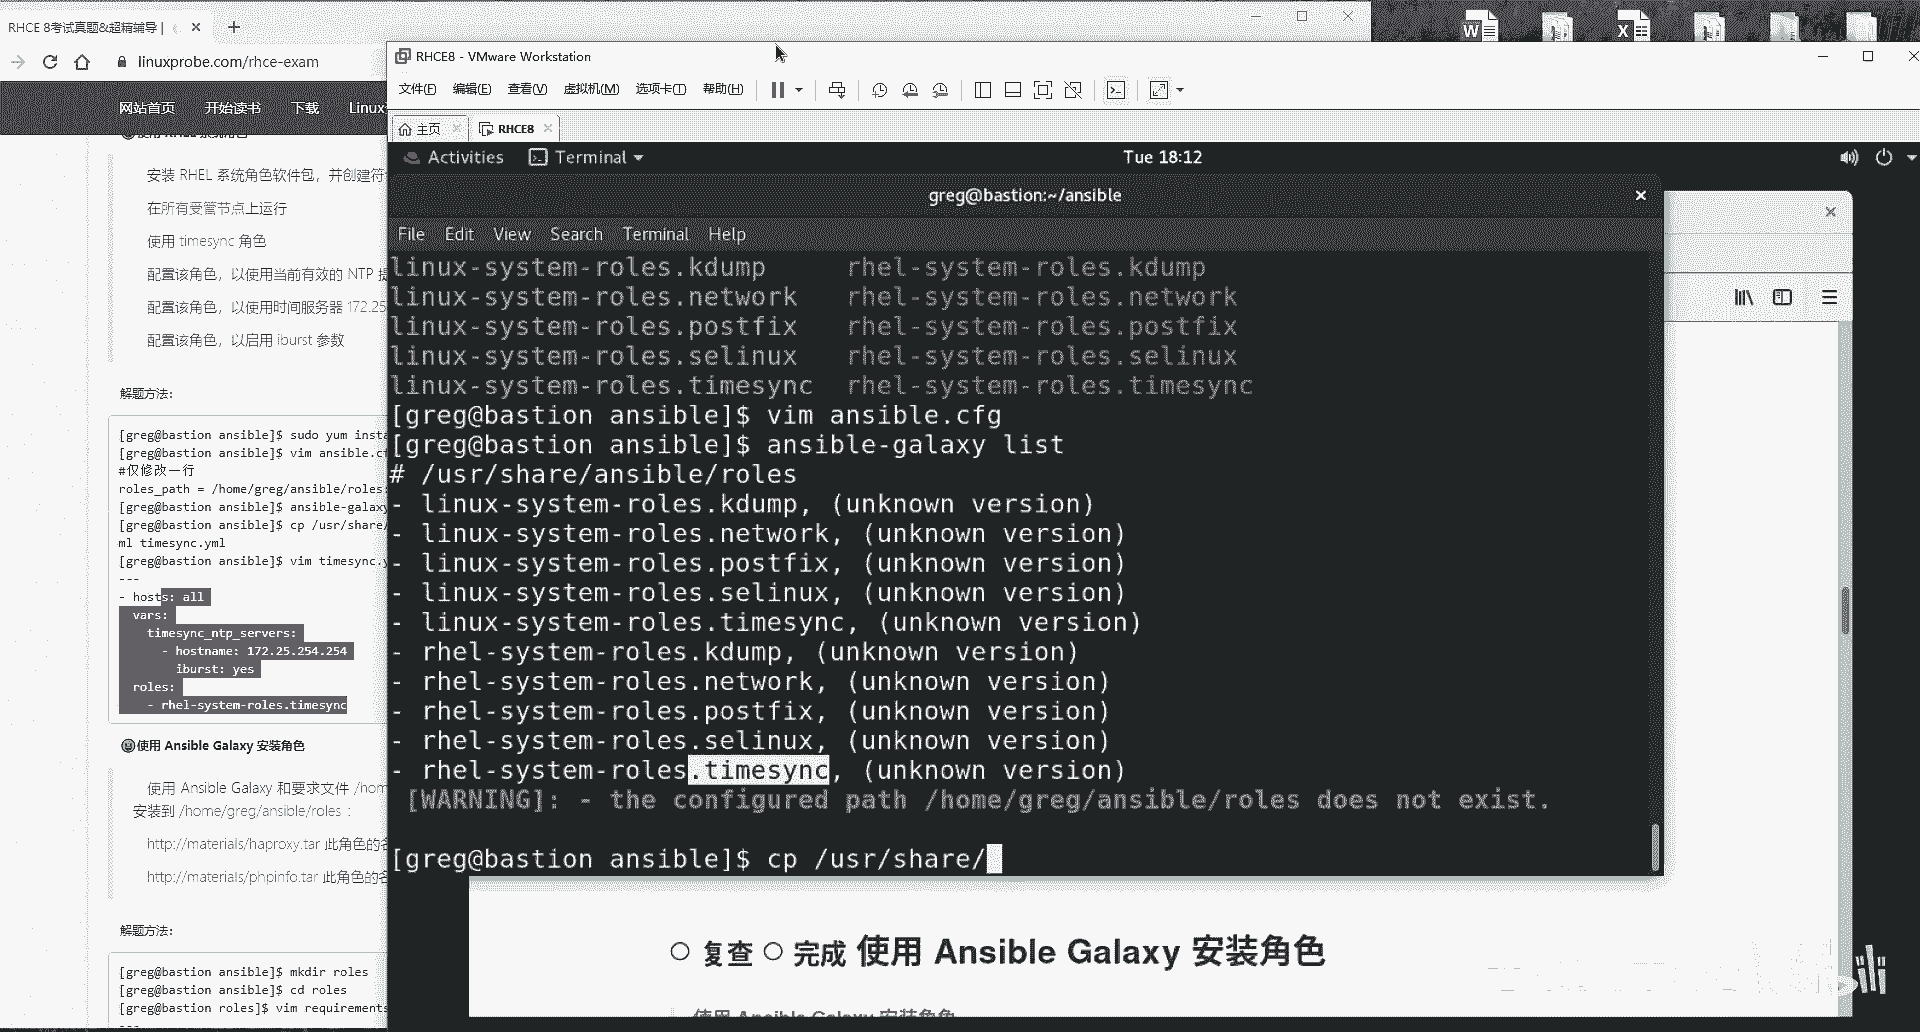 RHCE 8考试真题&超精辅导 |
linuxprobe.com/rhce-exam
网站首页 开始读书 下载 Linux
安装 RHEL 系统角色软件包，并创建符
在所有受管节点上运行
使用 timesync 角色
配置该角色，以使用当前有效的 NTP 提
配置该角色，以使用时间服务器 172.25
配置该角色，以启用 iburst 参数
解题方法:
[greg@bastion ansible]$ sudo yum insta
[greg@bastion ansible]$ vim ansible.cf
#仅修改一行
roles_path = /home/greg/ansible/roles:
[greg@bastion ansible]$ ansible-galaxy
[greg@bastion ansible]$ cp /usr/share/
ml timesync.yml
[greg@bastion ansible]$ vim timesync.y
---
- hosts: all
vars:
timesync_ntp_servers:
- hostname: 172.25.254.254
iburst: yes
roles:
- rhel-system-roles.timesync
使用 Ansible Galaxy 安装角色
使用 Ansible Galaxy 和要求文件 /hom
安装到 /home/greg/ansible/roles :
http://materials/haproxy.tar 此角色的名
http://materials/phpinfo.tar 此角色的名
解题方法:
[greg@bastion ansible]$ mkdir roles
[greg@bastion ansible]$ cd roles
[greg@bastion roles]$ vim requirements
---
RHCE8 - VMware Workstation
文件(F) 编辑(E) 查看(V) 虚拟机(M) 选项卡(T) 帮助(H)
主页 RHCE8
Activities Terminal Tue 18:12
greg@bastion:~/ansible
File Edit View Search Terminal Help
linux-system-roles.kdump rhel-system-roles.kdump
linux-system-roles.network rhel-system-roles.network
linux-system-roles.postfix rhel-system-roles.postfix
linux-system-roles.selinux rhel-system-roles.selinux
linux-system-roles.timesync rhel-system-roles.timesync
[greg@bastion ansible]$ vim ansible.cfg
[greg@bastion ansible]$ ansible-galaxy list
# /usr/share/ansible/roles
- linux-system-roles.kdump, (unknown version)
- linux-system-roles.network, (unknown version)
- linux-system-roles.postfix, (unknown version)
- linux-system-roles.selinux, (unknown version)
- linux-system-roles.timesync, (unknown version)
- rhel-system-roles.kdump, (unknown version)
- rhel-system-roles.network, (unknown version)
- rhel-system-roles.postfix, (unknown version)
- rhel-system-roles.selinux, (unknown version)
- rhel-system-roles.timesync, (unknown version)
[WARNING]: - the configured path /home/greg/ansible/roles does not exist.
[greg@bastion ansible]$ cp /usr/share/
复查 完成 使用 Ansible Galaxy 安装角色
使用 Ansible Galaxy 安装角色